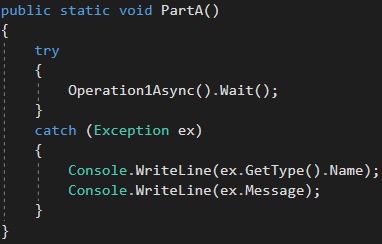 public static void PartA()
{
    try
    {
        Operation1Async().Wait();
    }
    catch (Exception ex)
    {
        Console.WriteLine(ex.GetType().Name);
        Console.WriteLine(ex.Message);
    }
}